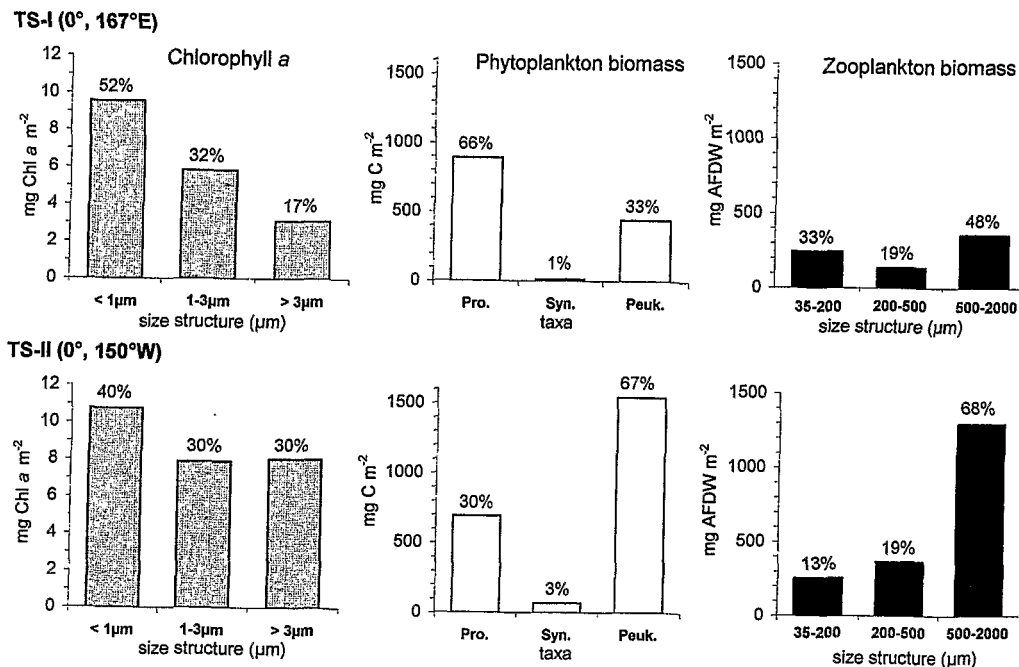 TS-I (0°, 167°E)
Chlorophyll a
mg Chl a m⁻²
12
10
8
6
4
2
0
52%
32%
17%
< 1µm 1-3µm > 3µm
size structure (µm)
Phytoplankton biomass
mg C m⁻²
1500
1000
500
0
66%
1%
33%
Pro. Syn. Peuk.
taxa
Zooplankton biomass
mg AFDW m⁻²
1500
1000
500
0
33%
19%
48%
35-200 200-500 500-2000
size structure (µm)
TS-II (0°, 150°W)
mg Chl a m⁻²
12
10
8
6
4
2
0
40%
30%
30%
< 1µm 1-3µm > 3µm
size structure (µm)
mg C m⁻²
1500
1000
500
0
30%
3%
67%
Pro. Syn. Peuk.
taxa
mg AFDW m⁻²
1500
1000
500
0
13%
19%
68%
35-200 200-500 500-2000
size structure (µm)